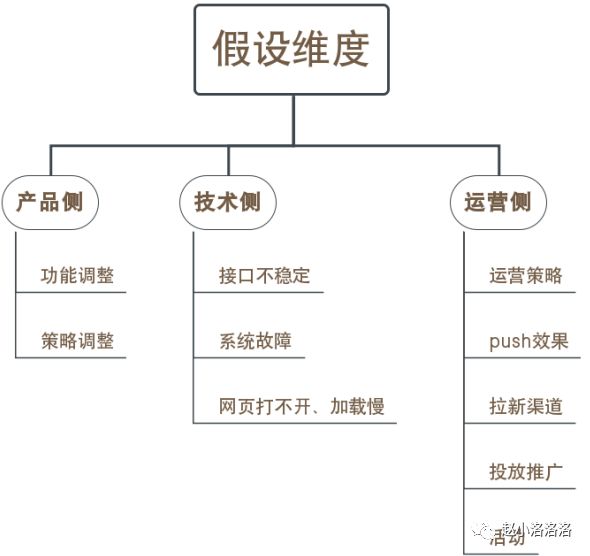 假设维度
产品侧
技术侧
运营侧
功能调整
策略调整
接口不稳定
系统故障
网页打不开、加载慢
运营策略
push效果
拉新渠道
投放推广
活动
赵小洛洛洛